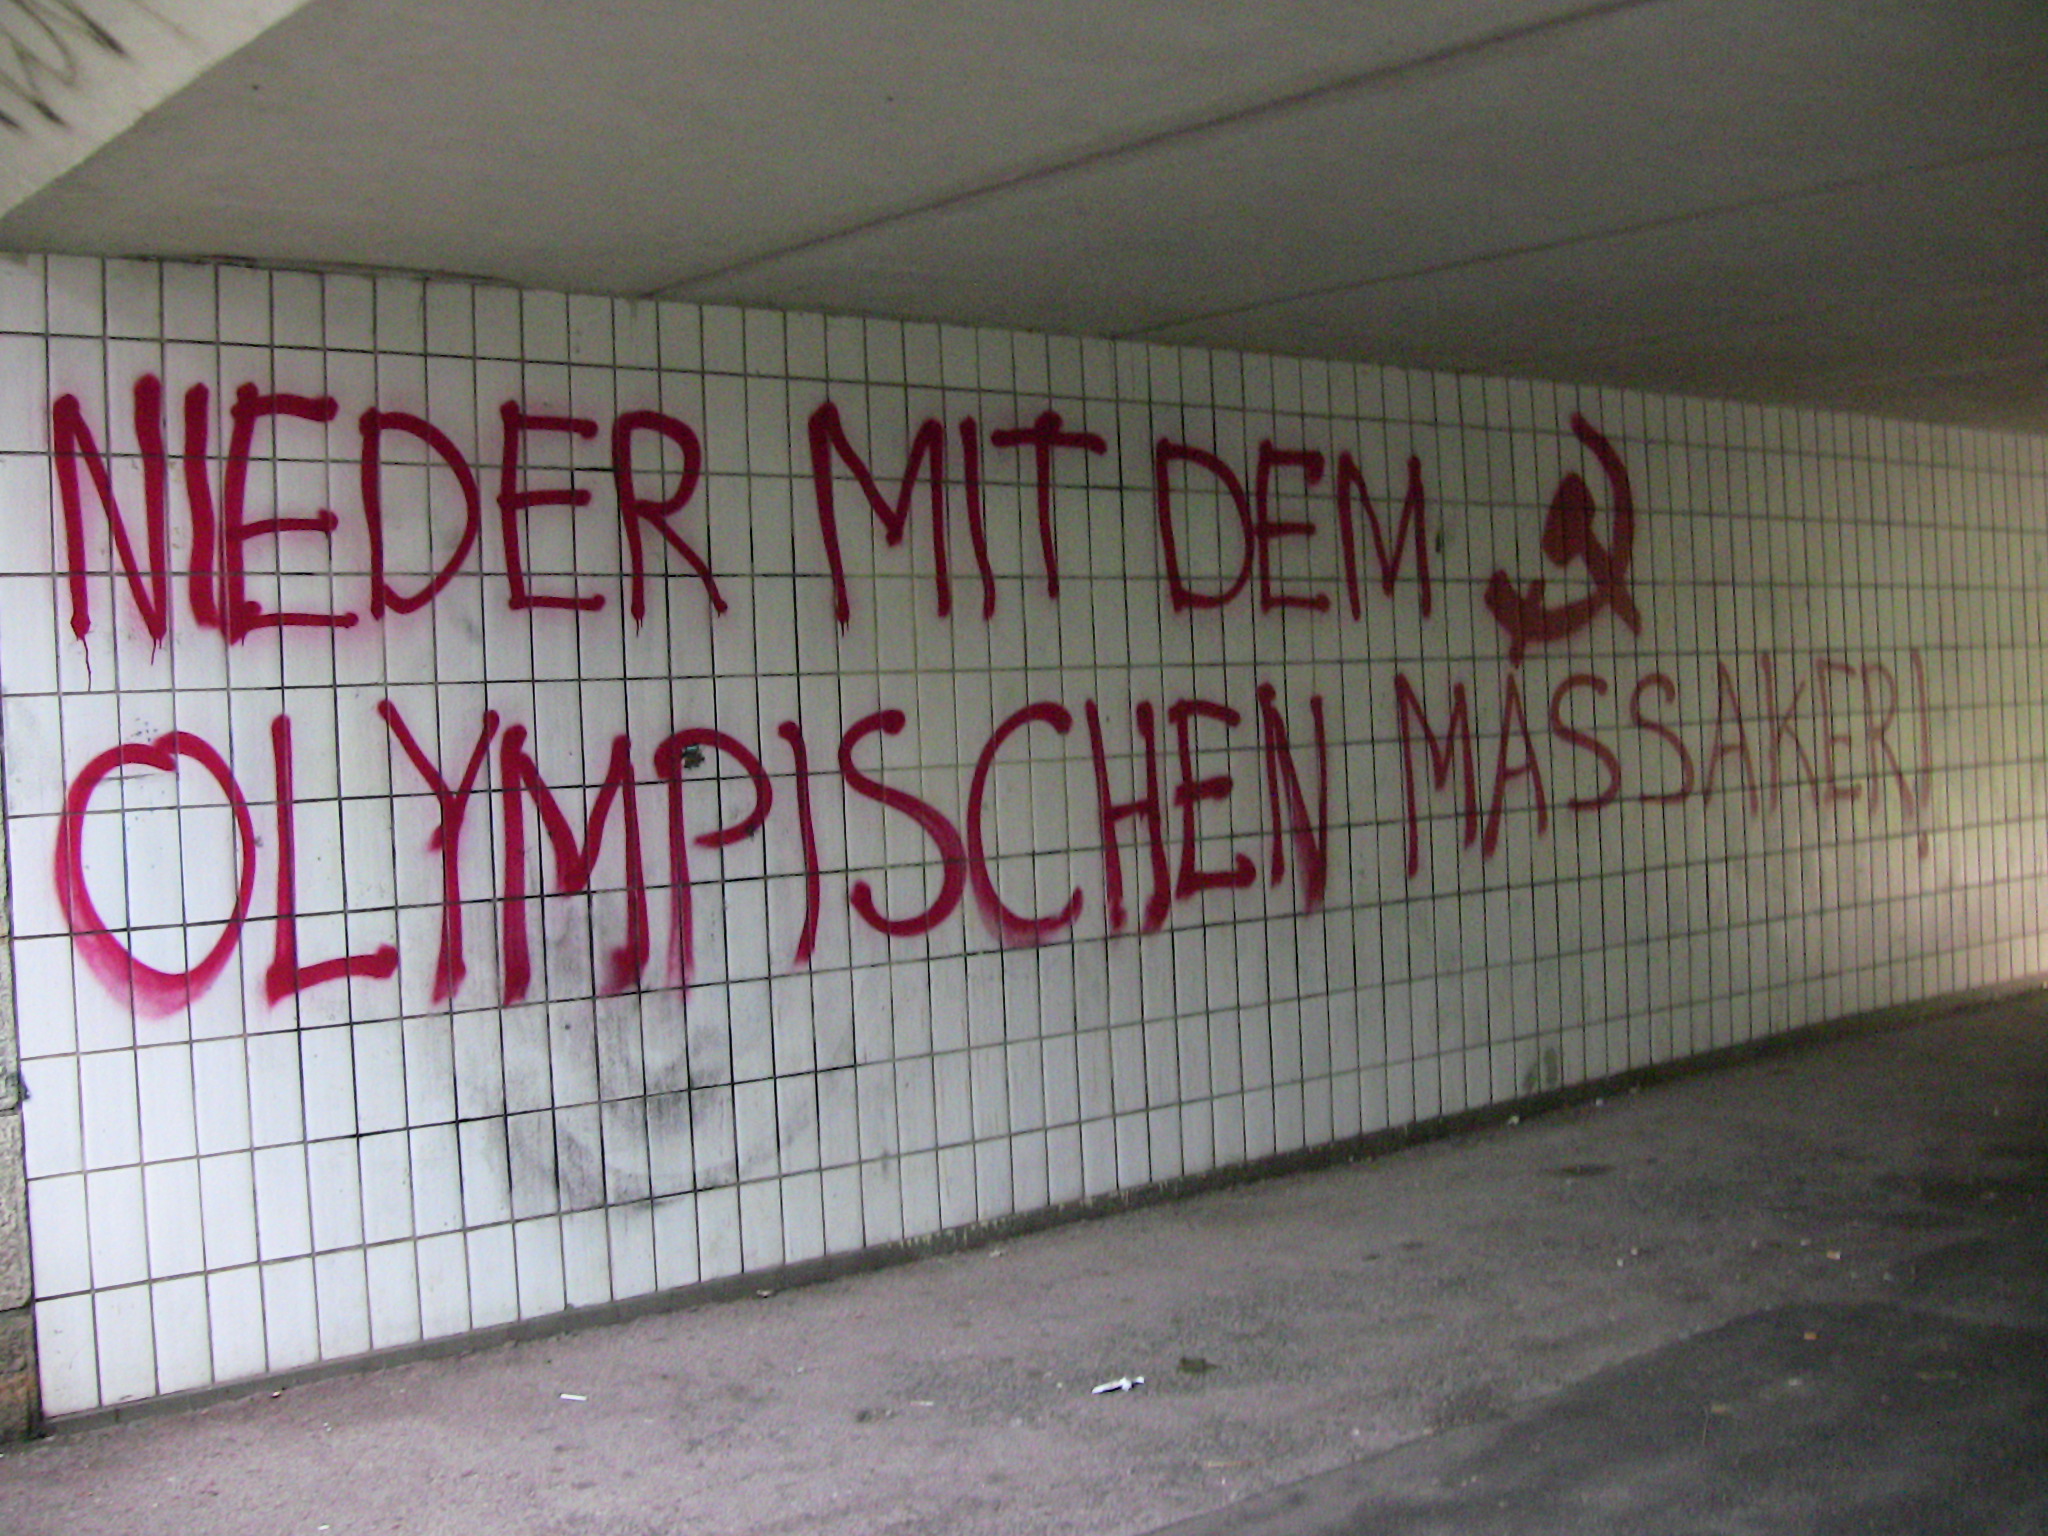 NIEDER MIT DEM
OLYMPISCHEN MASSAKER!